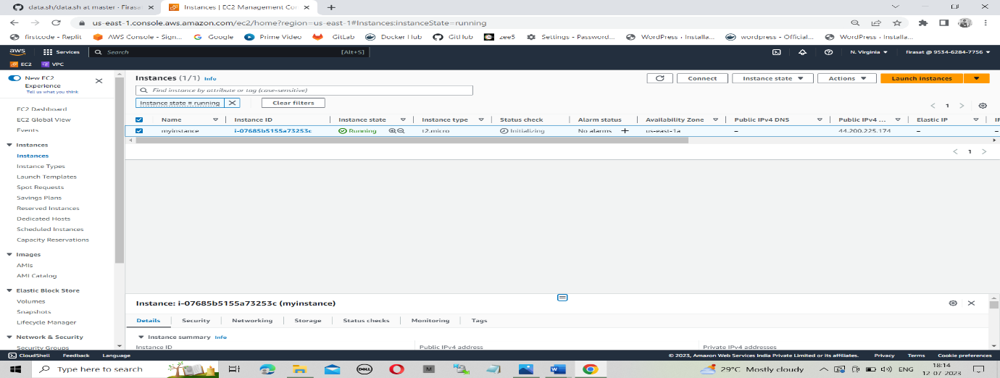 data.sh/data.sh at master · Firasa
Instances | EC2 Management Con
us-east-1.console.aws.amazon.com/ec2/home?region=us-east-1#Instances:instanceState=running
firstcode - Replit AWS Console - Sign... Google Prime Video GitLab Docker Hub GitHub zee5 Settings - Password... WordPress › Installa... wordpress - Official... WordPress › Installa...
aws Services Search [Alt+S] N. Virginia firasat @ 9534-6284-7756
EC2 VPC
New EC2 Experience
Tell us what you think
EC2 Dashboard
EC2 Global View
Events
Instances
Instances
Instance Types
Launch Templates
Spot Requests
Savings Plans
Reserved Instances
Dedicated Hosts
Scheduled Instances
Capacity Reservations
Images
AMIs
AMI Catalog
Elastic Block Store
Volumes
Snapshots
Lifecycle Manager
Network & Security
Security Groups
Instances (1/1) Info
Connect Instance state Actions Launch instances
Find instance by attribute or tag (case-sensitive)
Instance state = running Clear filters
1
Name Instance ID Instance state Instance type Status check Alarm status Availability Zone Public IPv4 DNS Public IPv4 ... Elastic IP IP
myinstance i-07685b5155a73253c Running t2.micro Initializing No alarms + us-east-1a – 44.200.225.174 – –
1
Instance: i-07685b5155a73253c (myinstance)
Details Security Networking Storage Status checks Monitoring Tags
Instance summary Info
Instance ID Public IPv4 address Private IPv4 addresses
CloudShell Feedback Language © 2023, Amazon Web Services India Private Limited or its affiliates. Privacy Terms Cookie preferences
Type here to search DELL M W 29°C Mostly cloudy ENG 18:14
12-07-2023